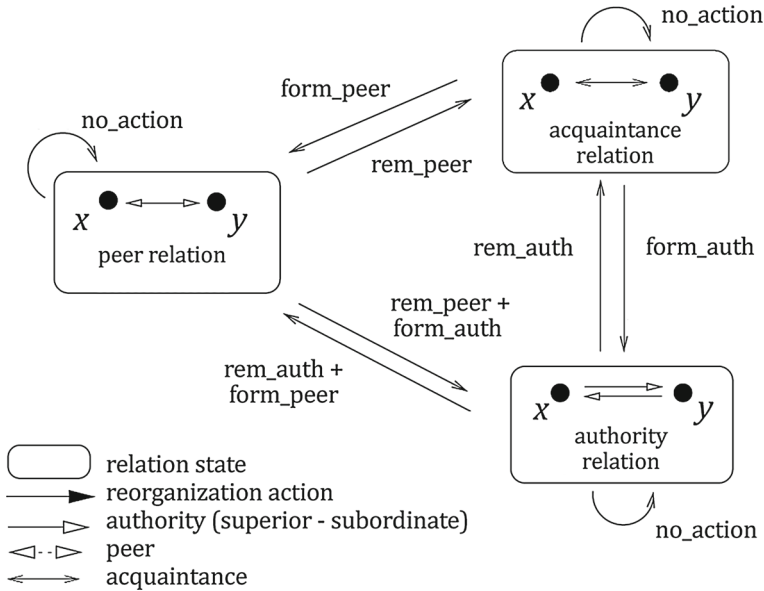 no_action
x
y
acquaintance
relation
form_peer
rem_peer
no_action
x
y
peer relation
rem_auth
form_auth
rem_peer +
form_auth
rem_auth +
form_peer
x
y
authority
relation
no_action
relation state
reorganization action
authority (superior - subordinate)
peer
acquaintance